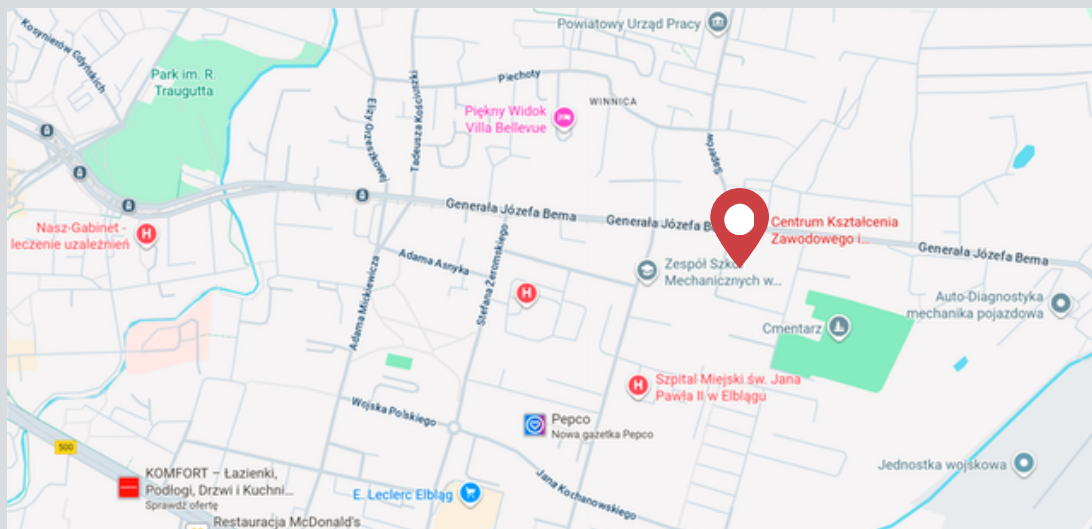 Powiatowy Urząd Pracy
Kosynierów Gdyńskich
Park im. R.
Traugutta
Piechoty
WINNICA
Piękny Widok
Villa Bellevue
Elizy Orzeszkowej
Tadeusza Kościuszki
Saperów
Generała Józefa Bema
Generała Józefa B
Centrum Kształcenia
Zawodowego i...
Nasz-Gabinet -
leczenie uzależnień
Generała Józefa Bema
Adama Asnyka
Zespół Szkó
Mechanicznych w...
Adama Mickiewicza
Stefana Żeromskiego
Auto-Diagnostyka
mechanika pojazdowa
Cmentarz
Szpital Miejski św. Jana
Pawła II w Elblągu
Wojska Polskiego
Pepco
Nowa gazetka Pepco
500
KOMFORT – Łazienki,
Podłogi, Drzwi i Kuchni...
Sprawdź ofertę
Jednostka wojskowa
E. Leclerc Elbląg
Jana Kochanowskiego
Restauracja McDonald's